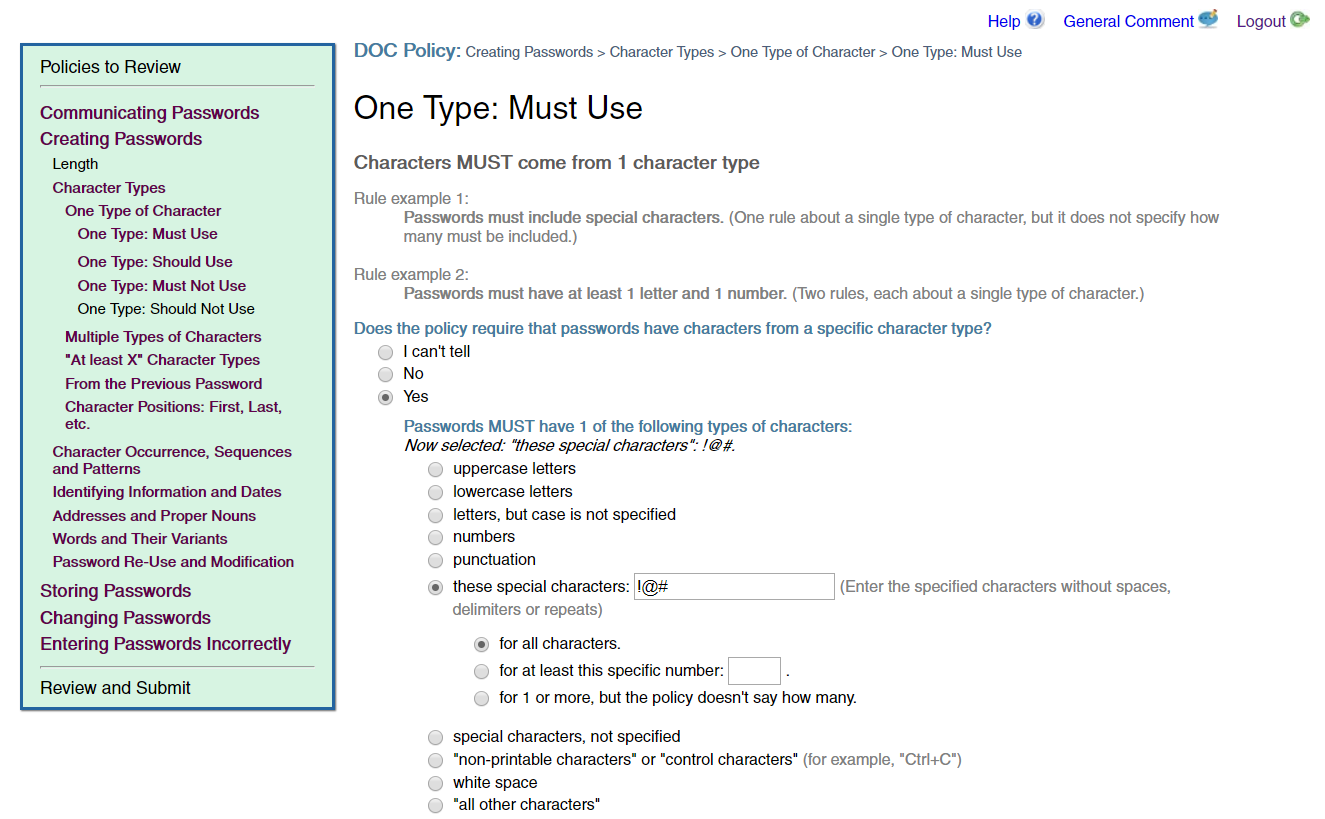 Help General Comment Logout
Policies to Review
Communicating Passwords
Creating Passwords
Length
Character Types
One Type of Character
One Type: Must Use
One Type: Should Use
One Type: Must Not Use
One Type: Should Not Use
Multiple Types of Characters
"At least X" Character Types
From the Previous Password
Character Positions: First, Last,
etc.
Character Occurrence, Sequences
and Patterns
Identifying Information and Dates
Addresses and Proper Nouns
Words and Their Variants
Password Re-Use and Modification
Storing Passwords
Changing Passwords
Entering Passwords Incorrectly
Review and Submit
DOC Policy: Creating Passwords > Character Types > One Type of Character > One Type: Must Use
One Type: Must Use
Characters MUST come from 1 character type
Rule example 1:
Passwords must include special characters. (One rule about a single type of character, but it does not specify how
many must be included.)
Rule example 2:
Passwords must have at least 1 letter and 1 number. (Two rules, each about a single type of character.)
Does the policy require that passwords have characters from a specific character type?
I can't tell
No
Yes
Passwords MUST have 1 of the following types of characters:
Now selected: "these special characters": !@#.
uppercase letters
lowercase letters
letters, but case is not specified
numbers
punctuation
these special characters: !@# (Enter the specified characters without spaces,
delimiters or repeats)
for all characters.
for at least this specific number: .
for 1 or more, but the policy doesn't say how many.
special characters, not specified
"non-printable characters" or "control characters" (for example, "Ctrl+C")
white space
"all other characters"